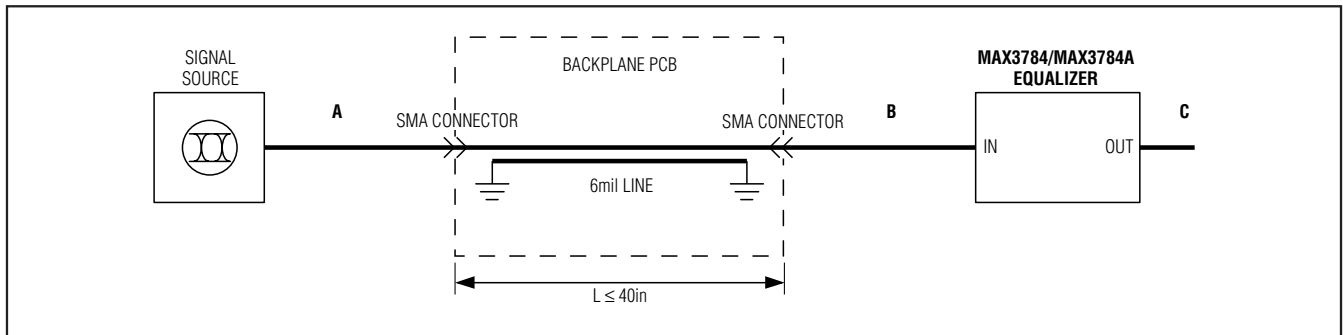 SIGNAL
SOURCE
A
SMA CONNECTOR
BACKPLANE PCB
SMA CONNECTOR
6mil LINE
L ≤ 40in
B
MAX3784/MAX3784A
EQUALIZER
IN
OUT
C